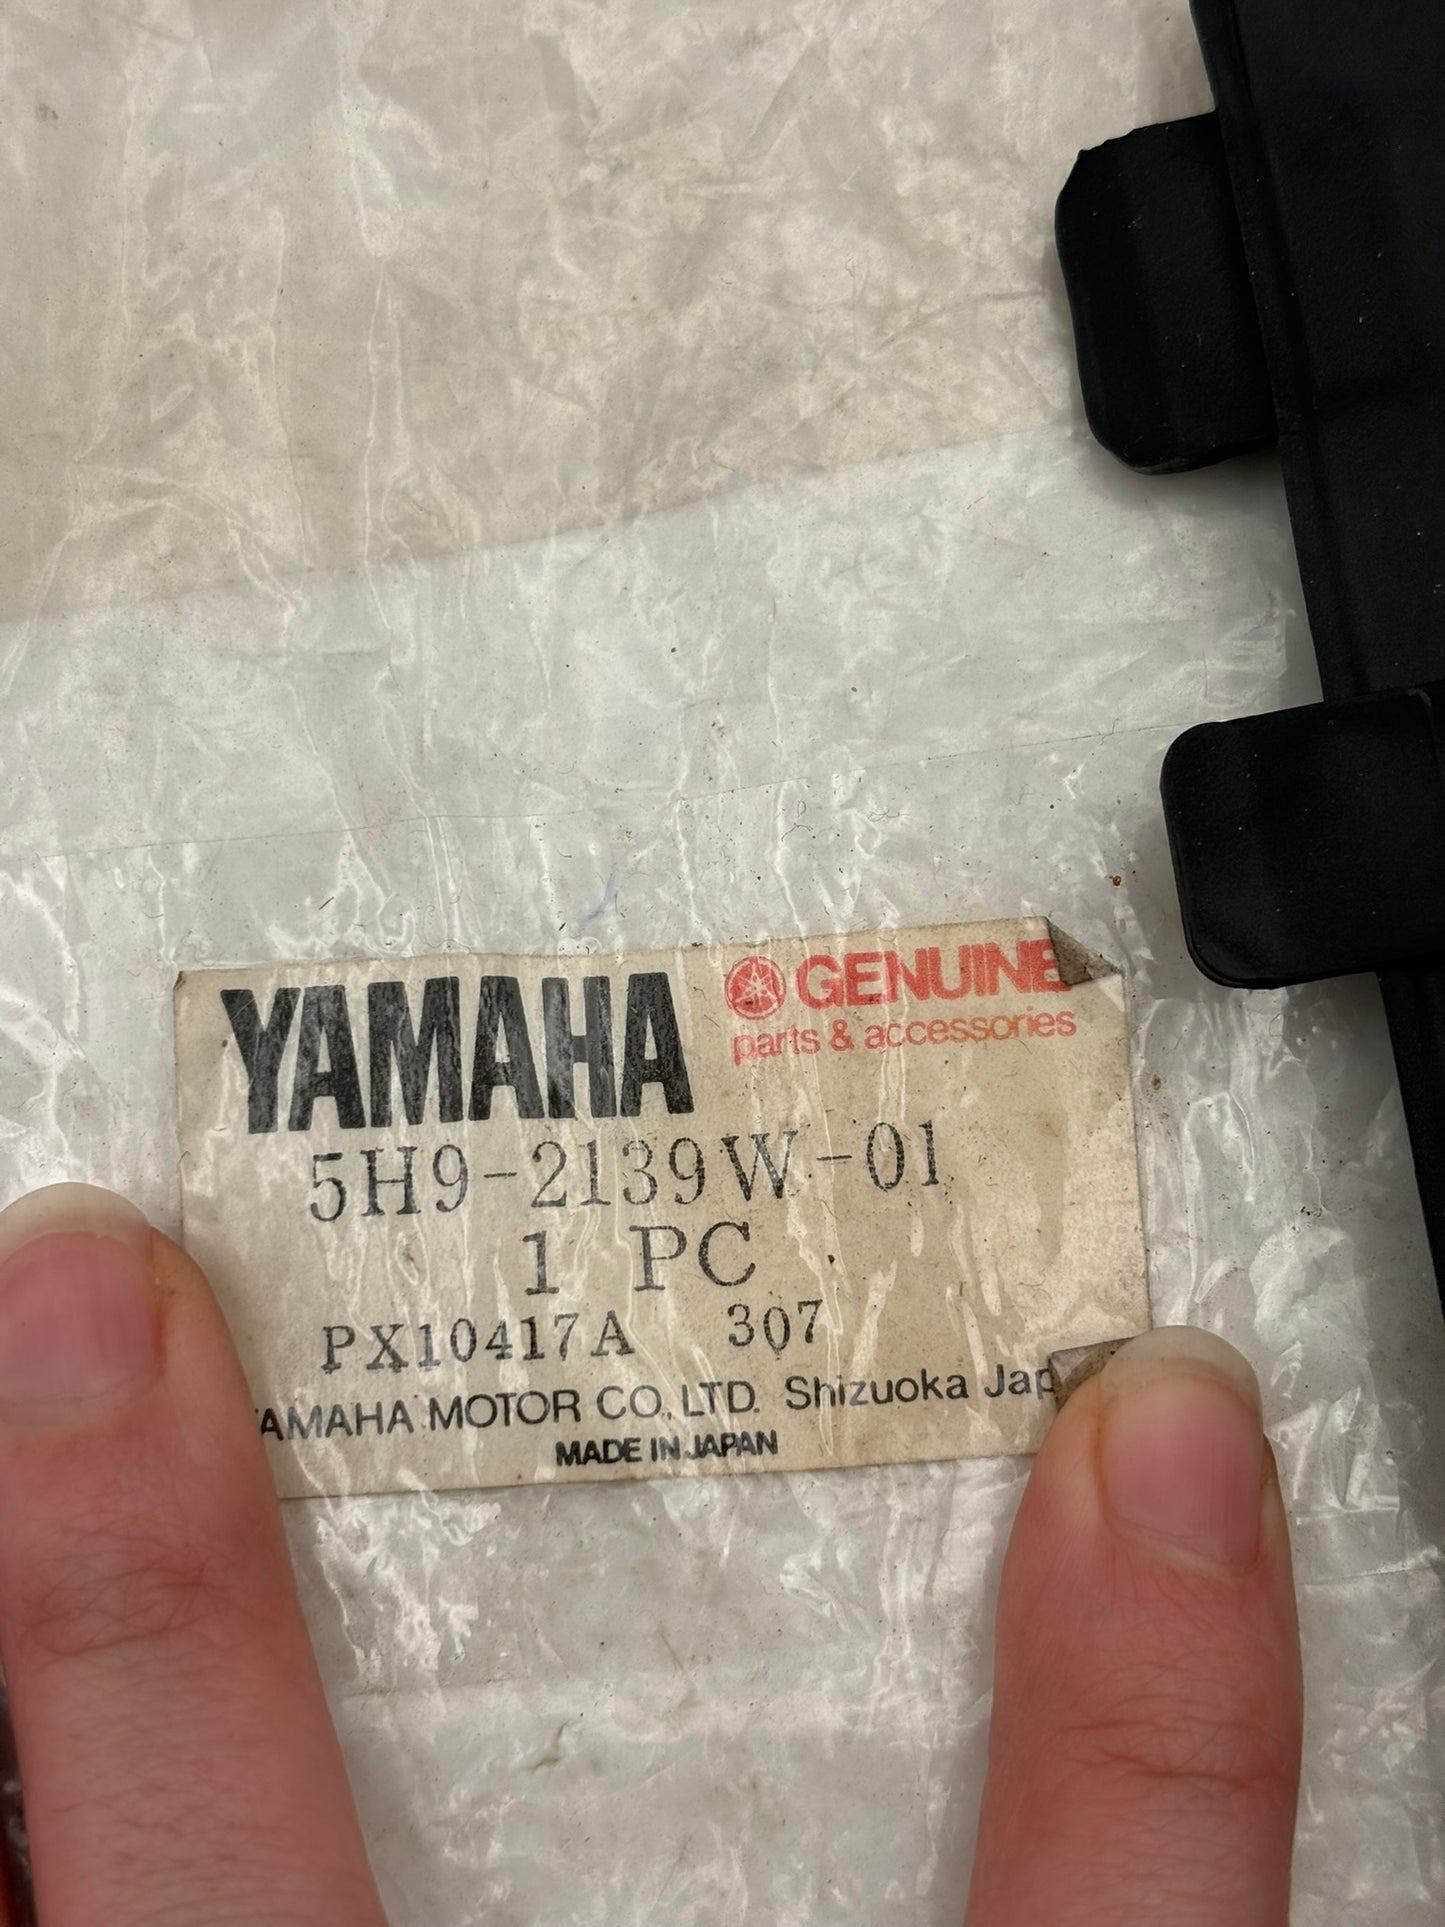 YAMAHA GENUINE
parts & accessories
5H9-2139W-01
1 PC
PX10417A 307
YAMAHA MOTOR CO., LTD. Shizuoka Jap
MADE IN JAPAN